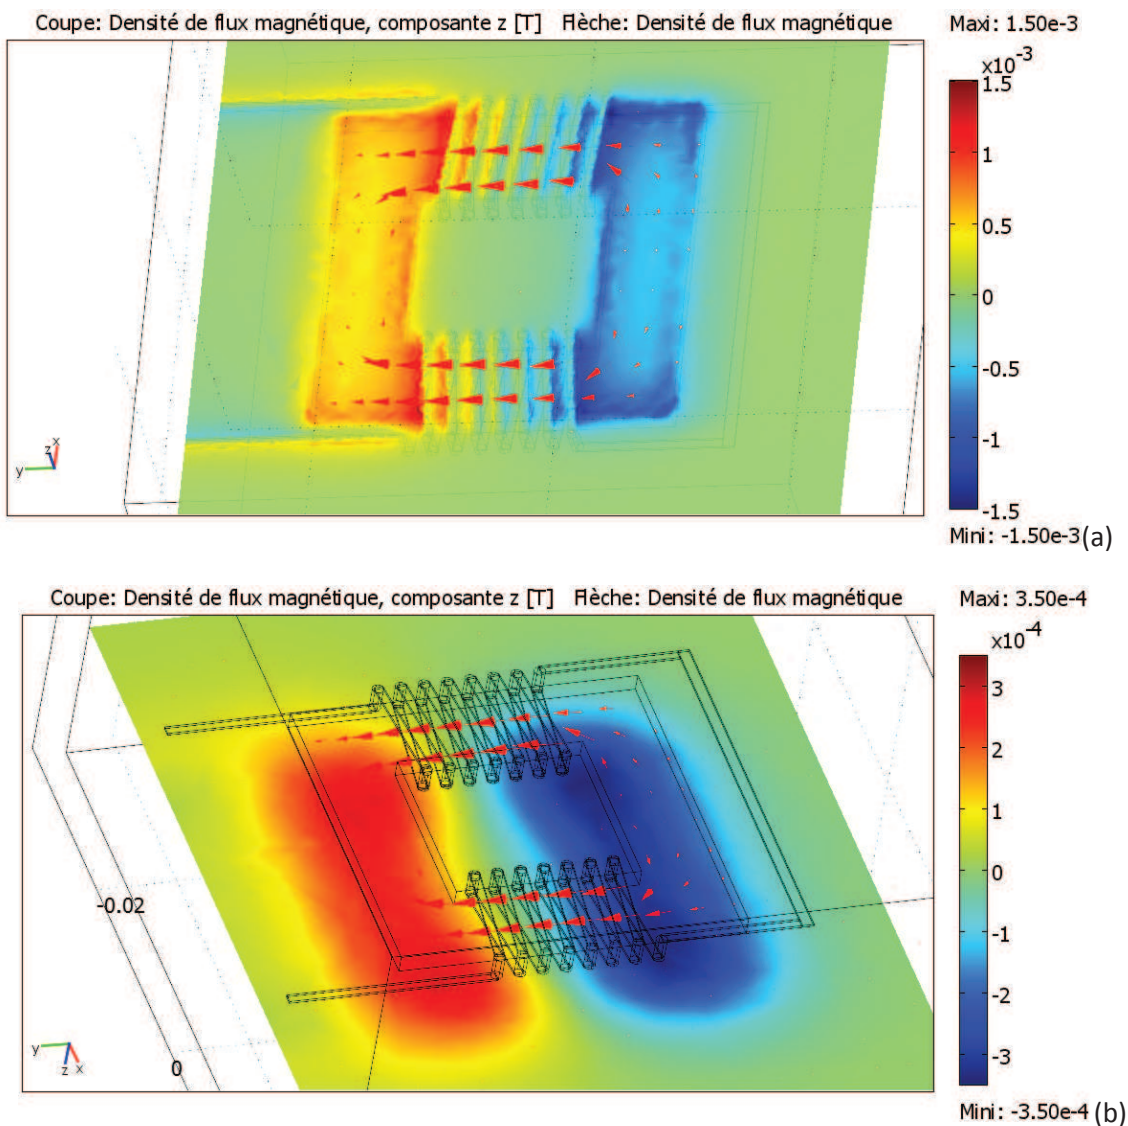 Coupe: Densité de flux magnétique, composante z [T] Flèche: Densité de flux magnétique
Maxi: 1.50e-3
x10-3
1.5
1
0.5
0
-0.5
-1
-1.5
Mini: -1.50e-3 (a)
x
z
y
Coupe: Densité de flux magnétique, composante z [T] Flèche: Densité de flux magnétique
Maxi: 3.50e-4
x10-4
3
2
1
0
-1
-2
-3
Mini: -3.50e-4 (b)
-0.02
0
y
z x